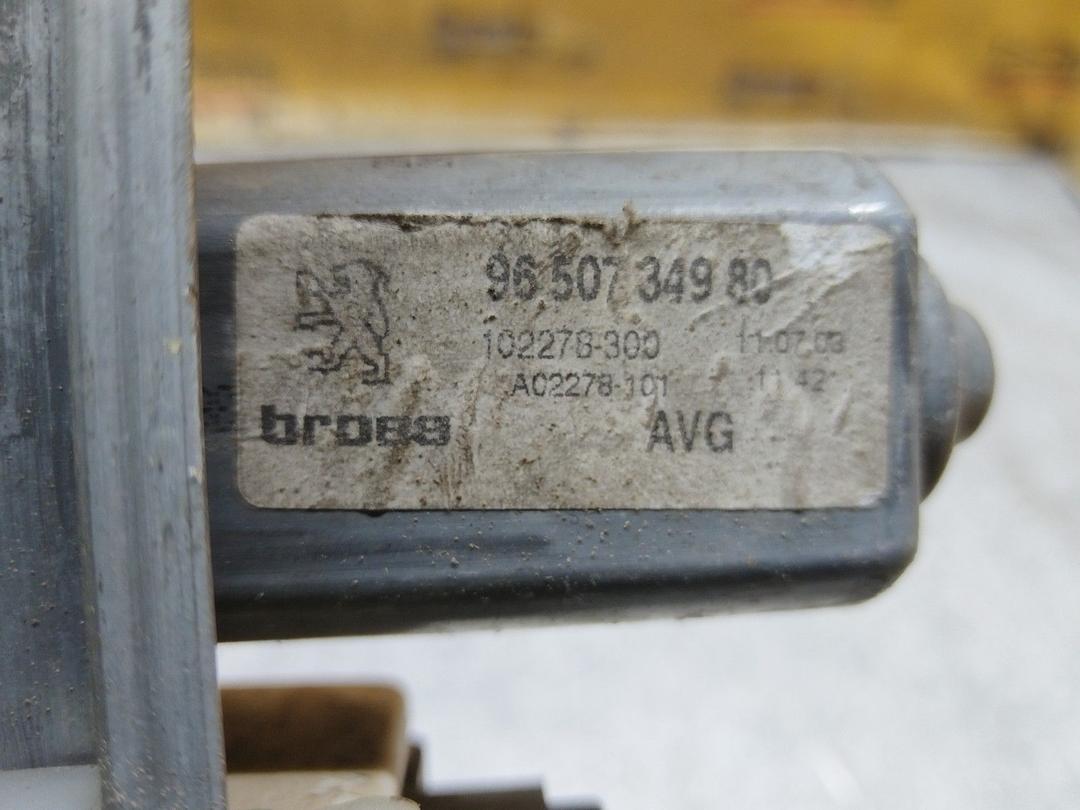 96 507 349 80
102278-300 11-07.03
A02278-101 11:42
brose
AVG